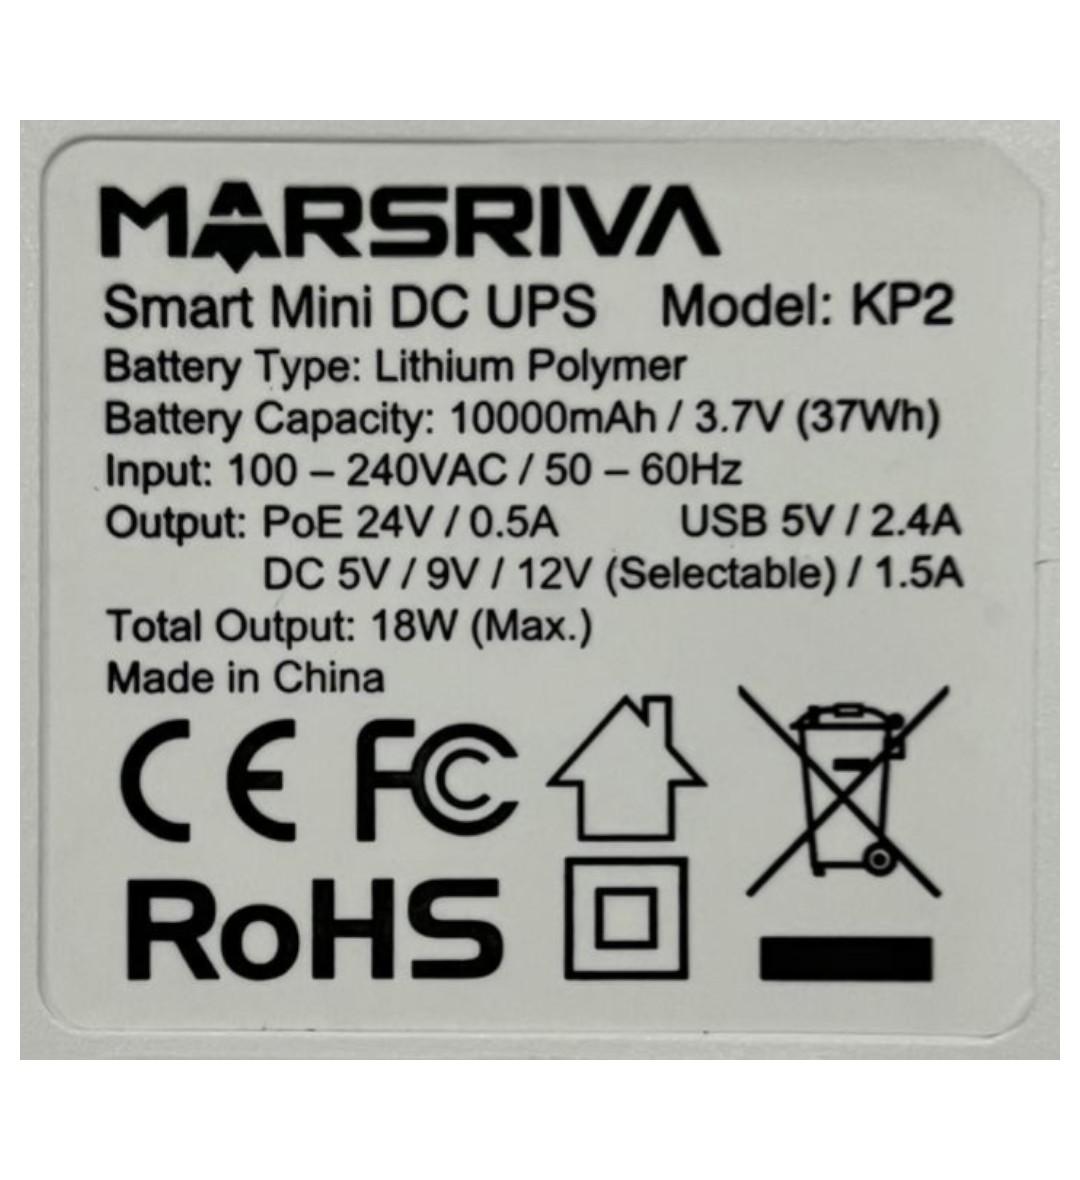 MARSRIVA
Smart Mini DC UPS Model: KP2
Battery Type: Lithium Polymer
Battery Capacity: 10000mAh / 3.7V (37Wh)
Input: 100 – 240VAC / 50 – 60Hz
Output: PoE 24V / 0.5A USB 5V / 2.4A
DC 5V / 9V / 12V (Selectable) / 1.5A
Total Output: 18W (Max.)
Made in China
CE FC
RoHS